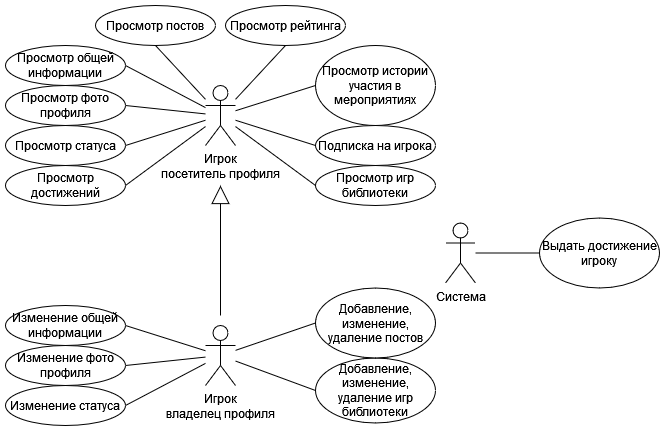 Просмотр постов
Просмотр рейтинга
Просмотр общей
информации
Просмотр фото
профиля
Просмотр статуса
Просмотр
достижений
Просмотр истории
участия в
мероприятиях
Подписка на игрока
Просмотр игр
библиотеки
Игрок
посетитель профиля
Выдать достижение
игроку
Система
Изменение общей
информации
Изменение фото
профиля
Изменение статуса
Добавление,
изменение,
удаление постов
Добавление,
изменение,
удаление игр
библиотеки
Игрок
владелец профиля